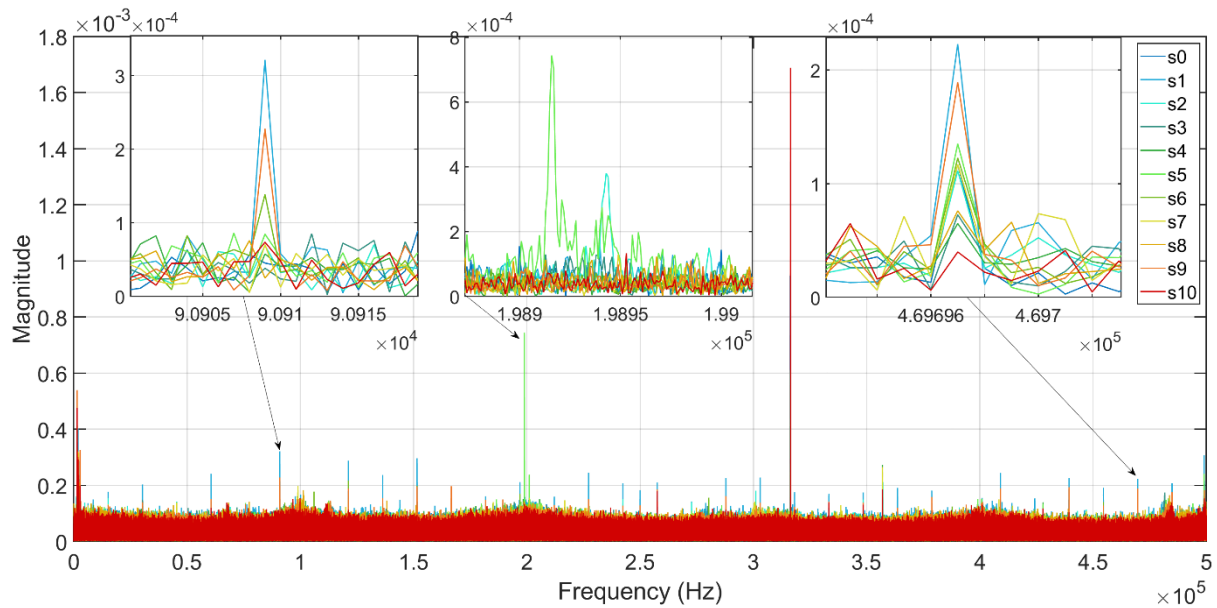 ×10⁻³ ×10⁻⁴ ×10⁻⁴ ×10⁻⁴
1.8
1.6
1.4
1.2
1
0.8
0.6
0.4
0.2
0
Magnitude
3
2
1
0
9.0905 9.091 9.0915
×10⁴
8
6
4
2
0
1.989 1.9895 1.99
×10⁵
2
1
0
4.69696 4.697
×10⁵
s0
s1
s2
s3
s4
s5
s6
s7
s8
s9
s10
0 0.5 1 1.5 2 2.5 3 3.5 4 4.5 5
Frequency (Hz)
×10⁵